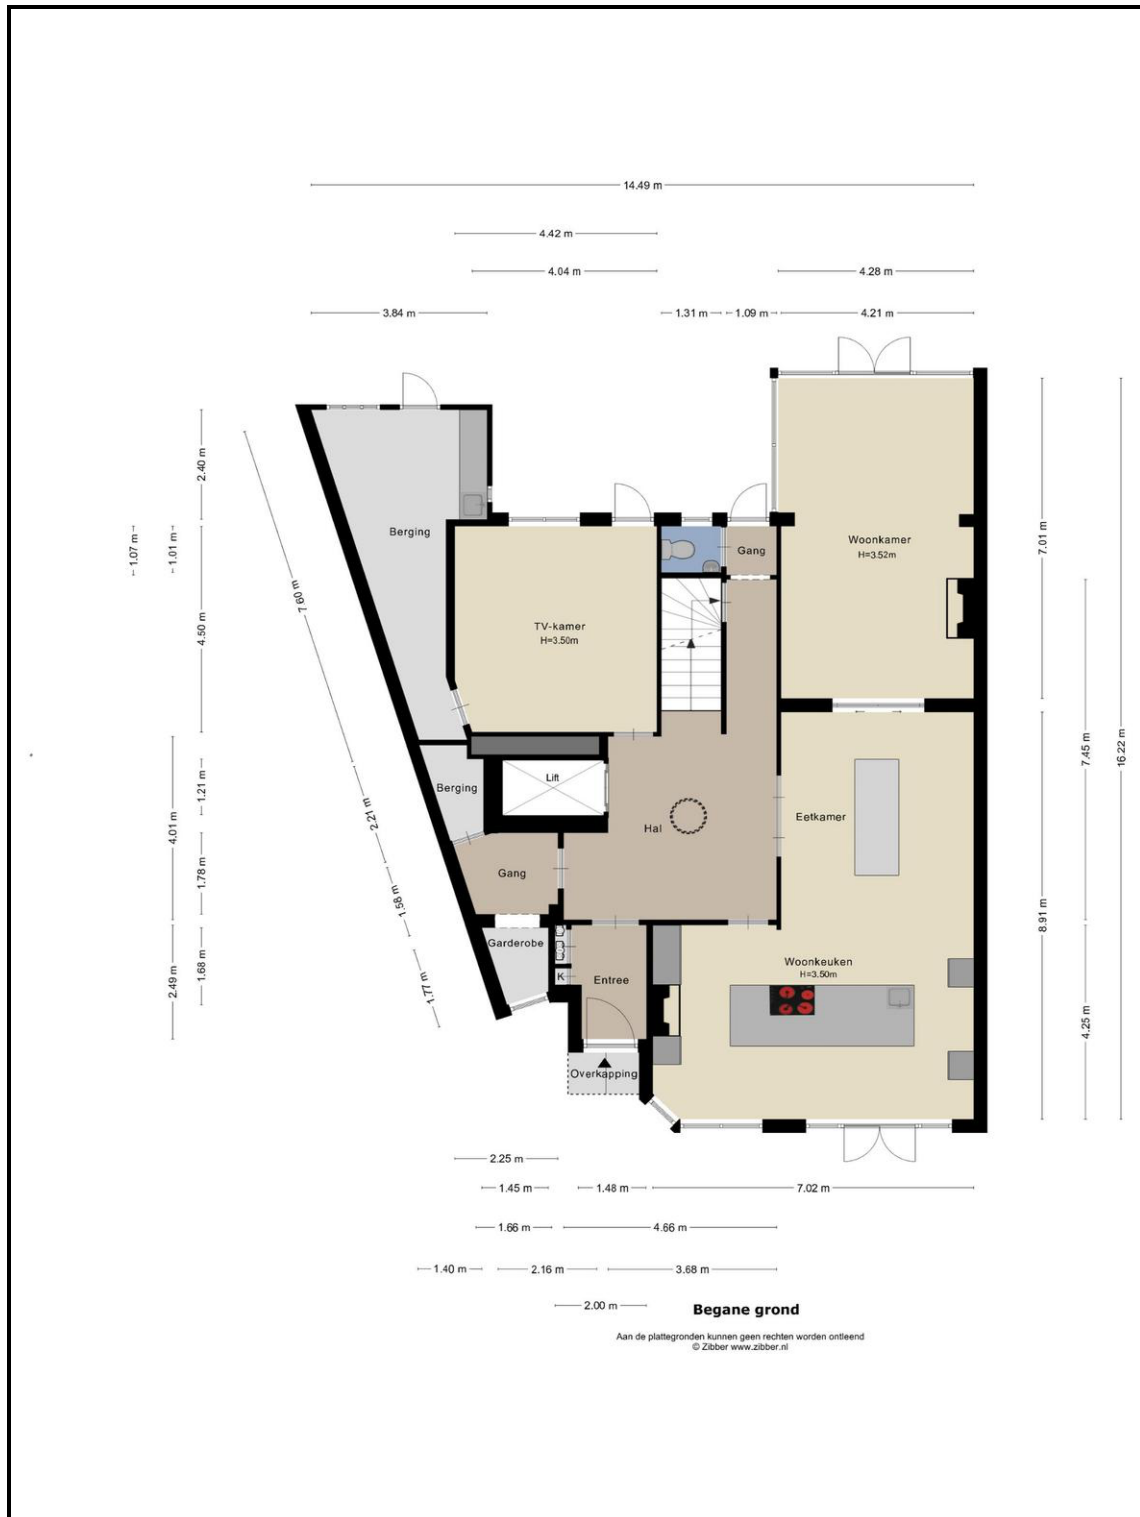 14.49 m
4.42 m
4.04 m
4.28 m
3.84 m
1.31 m
1.09 m
4.21 m
2.40 m
1.07 m
1.01 m
4.50 m
7.60 m
4.01 m
1.21 m
2.21 m
1.78 m
1.58 m
2.49 m
1.68 m
1.77 m
7.01 m
7.45 m
16.22 m
8.91 m
4.25 m
Berging
Gang
Woonkamer
H=3.52m
TV-kamer
H=3.50m
Lift
Berging
Eetkamer
Hal
Gang
Garderobe
Woonkeuken
H=3.50m
K
Entree
Overkapping
2.25 m
1.45 m
1.48 m
7.02 m
1.66 m
4.66 m
1.40 m
2.16 m
3.68 m
2.00 m
Begane grond
Aan de plattegronden kunnen geen rechten worden ontleend
© Zibber www.zibber.nl